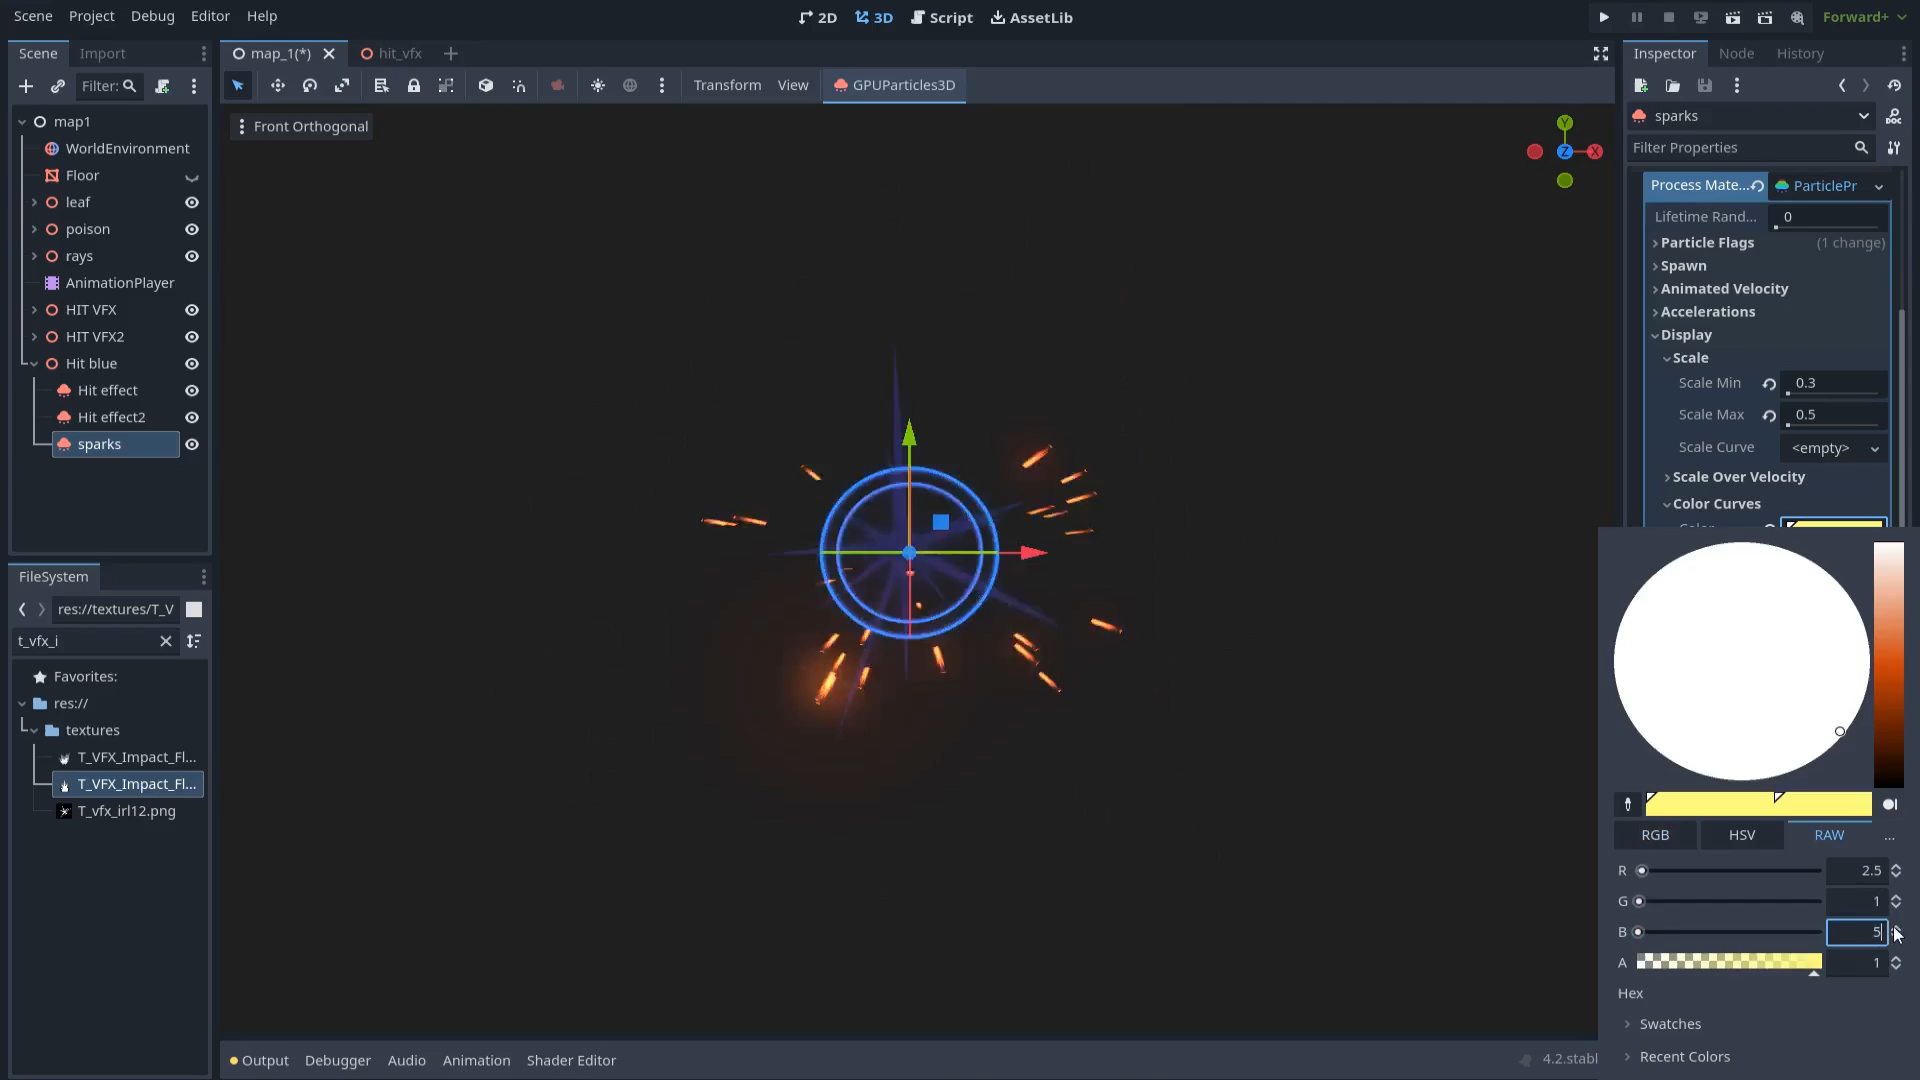 Scene Project Debug Editor Help
2D 3D Script AssetLib
Forward+
Scene Import
map_1(*) hit_vfx
Inspector Node History
Filter:
Transform View GPUParticles3D
Front Orthogonal
Y
X
Z
map1
WorldEnvironment
Floor
leaf
poison
rays
AnimationPlayer
HIT VFX
HIT VFX2
Hit blue
Hit effect
Hit effect2
sparks
FileSystem
res://textures/T_V
t_vfx_i
Favorites:
res://
textures
T_VFX_Impact_Fl...
T_VFX_Impact_Fl...
T_vfx_irl12.png
Output Debugger Audio Animation Shader Editor
4.2.stabl
sparks
Filter Properties
Process Mate... ParticlePr
Lifetime Rand... 0
Particle Flags (1 change)
Spawn
Animated Velocity
Accelerations
Display
Scale
Scale Min 0.3
Scale Max 0.5
Scale Curve <empty>
Scale Over Velocity
Color Curves
RGB HSV RAW ...
R 2.5
G 1
B 5
A 1
Hex
Swatches
Recent Colors